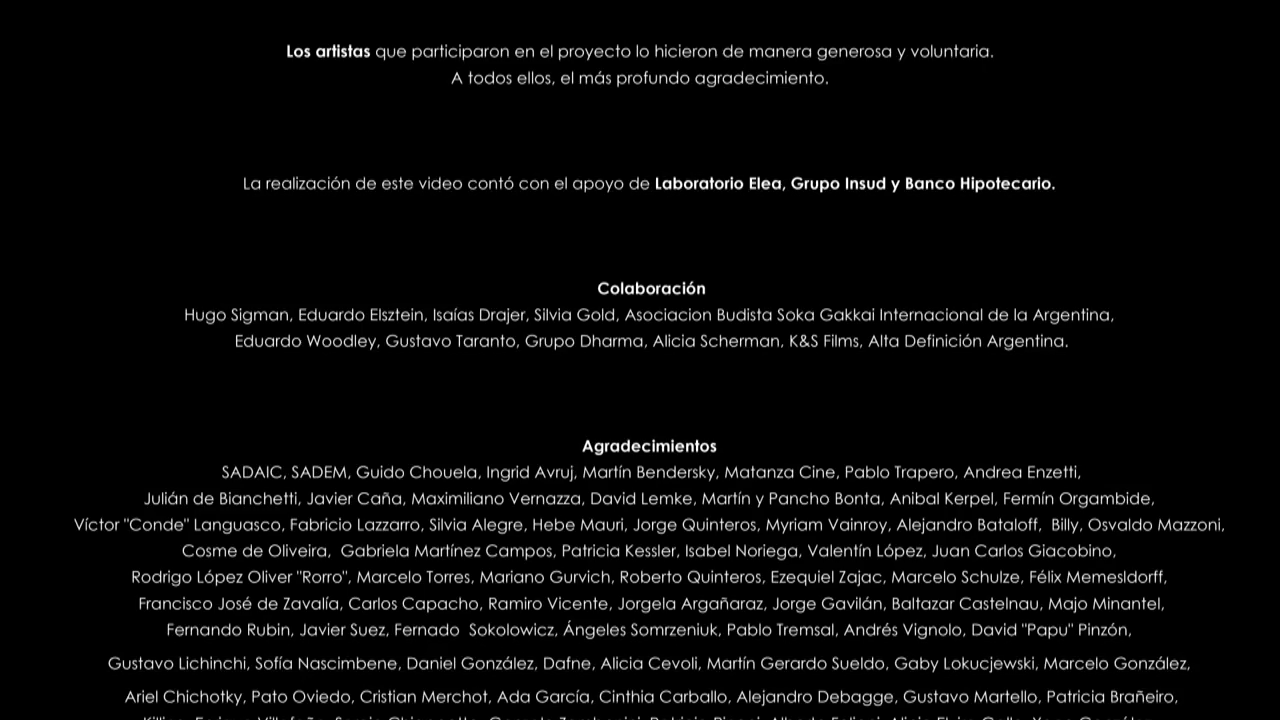 Los artistas que participaron en el proyecto lo hicieron de manera generosa y voluntaria.
A todos ellos, el más profundo agradecimiento.
La realización de este video contó con el apoyo de Laboratorio Elea, Grupo Insud y Banco Hipotecario.
Colaboración
Hugo Sigman, Eduardo Elsztein, Isaías Drajer, Silvia Gold, Asociacion Budista Soka Gakkai Internacional de la Argentina,
Eduardo Woodley, Gustavo Taranto, Grupo Dharma, Alicia Scherman, K&S Films, Alta Definición Argentina.
Agradecimientos
SADAIC, SADEM, Guido Chouela, Ingrid Avruj, Martín Bendersky, Matanza Cine, Pablo Trapero, Andrea Enzetti,
Julián de Bianchetti, Javier Caña, Maximiliano Vernazza, David Lemke, Martín y Pancho Bonta, Anibal Kerpel, Fermín Orgambide,
Víctor "Conde" Languasco, Fabricio Lazzarro, Silvia Alegre, Hebe Mauri, Jorge Quinteros, Myriam Vainroy, Alejandro Bataloff, Billy, Osvaldo Mazzoni,
Cosme de Oliveira, Gabriela Martínez Campos, Patricia Kessler, Isabel Noriega, Valentín López, Juan Carlos Giacobino,
Rodrigo López Oliver "Rorro", Marcelo Torres, Mariano Gurvich, Roberto Quinteros, Ezequiel Zajac, Marcelo Schulze, Félix Memesldorff,
Francisco José de Zavalía, Carlos Capacho, Ramiro Vicente, Jorgela Argañaraz, Jorge Gavilán, Baltazar Castelnau, Majo Minantel,
Fernando Rubin, Javier Suez, Fernado Sokolowicz, Ángeles Somrzeniuk, Pablo Tremsal, Andrés Vignolo, David "Papu" Pinzón,
Gustavo Lichinchi, Sofía Nascimbene, Daniel González, Dafne, Alicia Cevoli, Martín Gerardo Sueldo, Gaby Lokucjewski, Marcelo González,
Ariel Chichotky, Pato Oviedo, Cristian Merchot, Ada García, Cinthia Carballo, Alejandro Debagge, Gustavo Martello, Patricia Brañeiro,